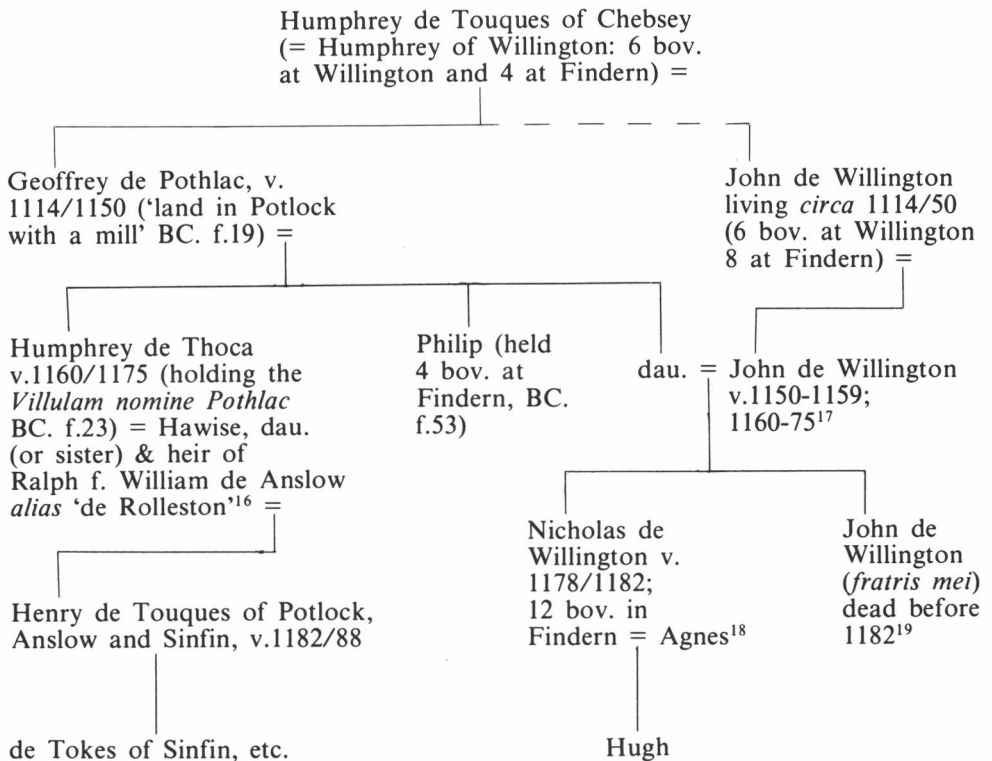 Humphrey de Touques of Chebsey
(= Humphrey of Willington: 6 bov.
at Willington and 4 at Findern) =
Geoffrey de Pothlac, v.
1114/1150 (‘land in Potlock
with a mill’ BC. f.19) =
John de Willington
living circa 1114/50
(6 bov. at Willington
8 at Findern) =
Humphrey de Thoca
v.1160/1175 (holding the
Villulam nomine Pothlac
BC. f.23) = Hawise, dau.
(or sister) & heir of
Ralph f. William de Anslow
alias ‘de Rolleston’¹⁶ =
Philip (held
4 bov. at
Findern, BC.
f.53)
dau. = John de Willington
v.1150-1159;
1160-75¹⁷
Nicholas de
Willington v.
1178/1182;
12 bov. in
Findern = Agnes¹⁸
John de
Willington
(fratris mei)
dead before
1182¹⁹
Henry de Touques of Potlock,
Anslow and Sinfin, v.1182/88
de Tokes of Sinfin, etc.
Hugh